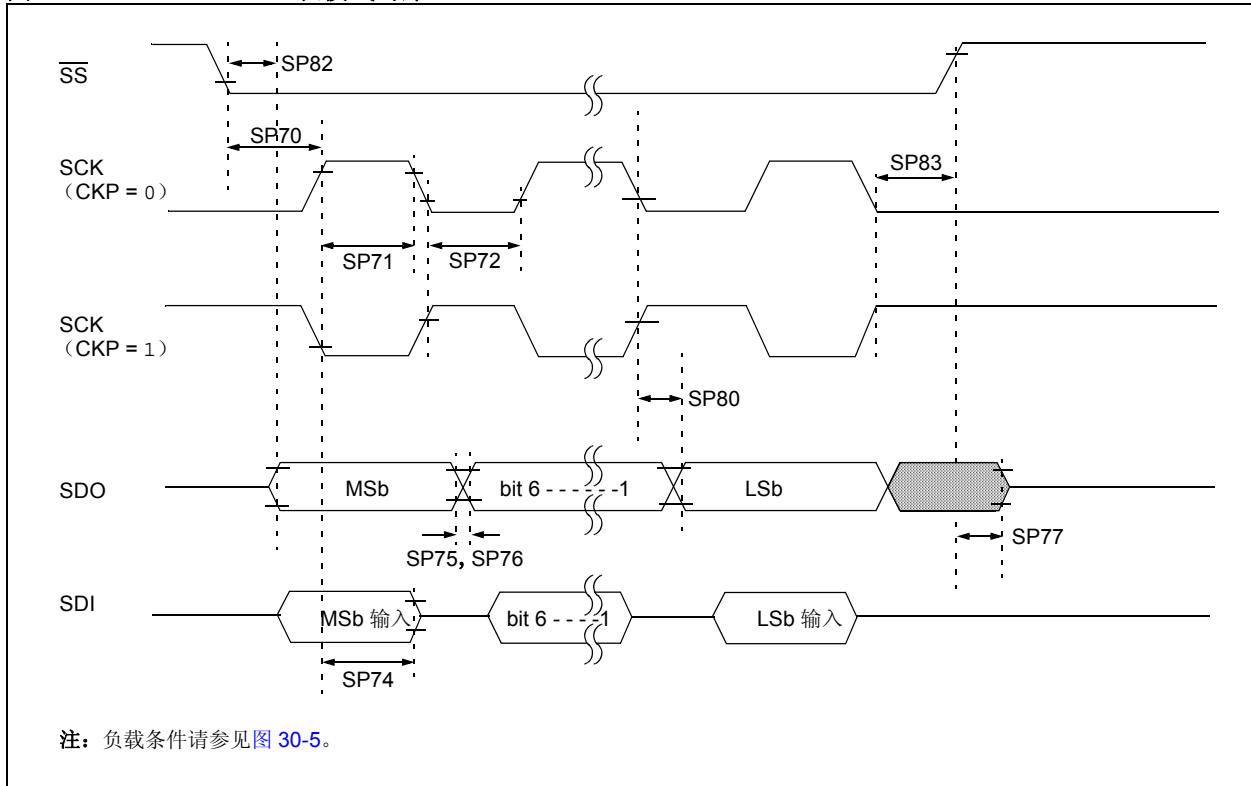 SS
SP82
SP70
SCK
（CKP = 0）
SP83
SP71
SP72
SCK
（CKP = 1）
SP80
SDO
MSb
bit 6 - - - - - -1
LSb
SP75，SP76
SP77
SDI
MSb 输入
bit 6 - - - -1
LSb 输入
SP74
注：负载条件请参见图 30-5。